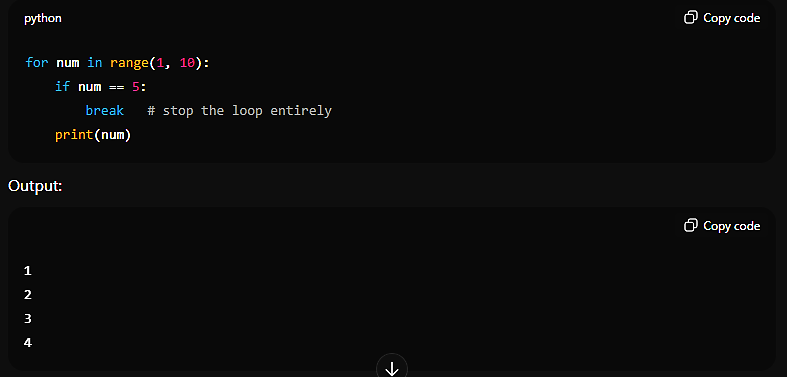 python
Copy code
for num in range(1, 10):
    if num == 5:
        break   # stop the loop entirely
    print(num)
Output:
Copy code
1
2
3
4